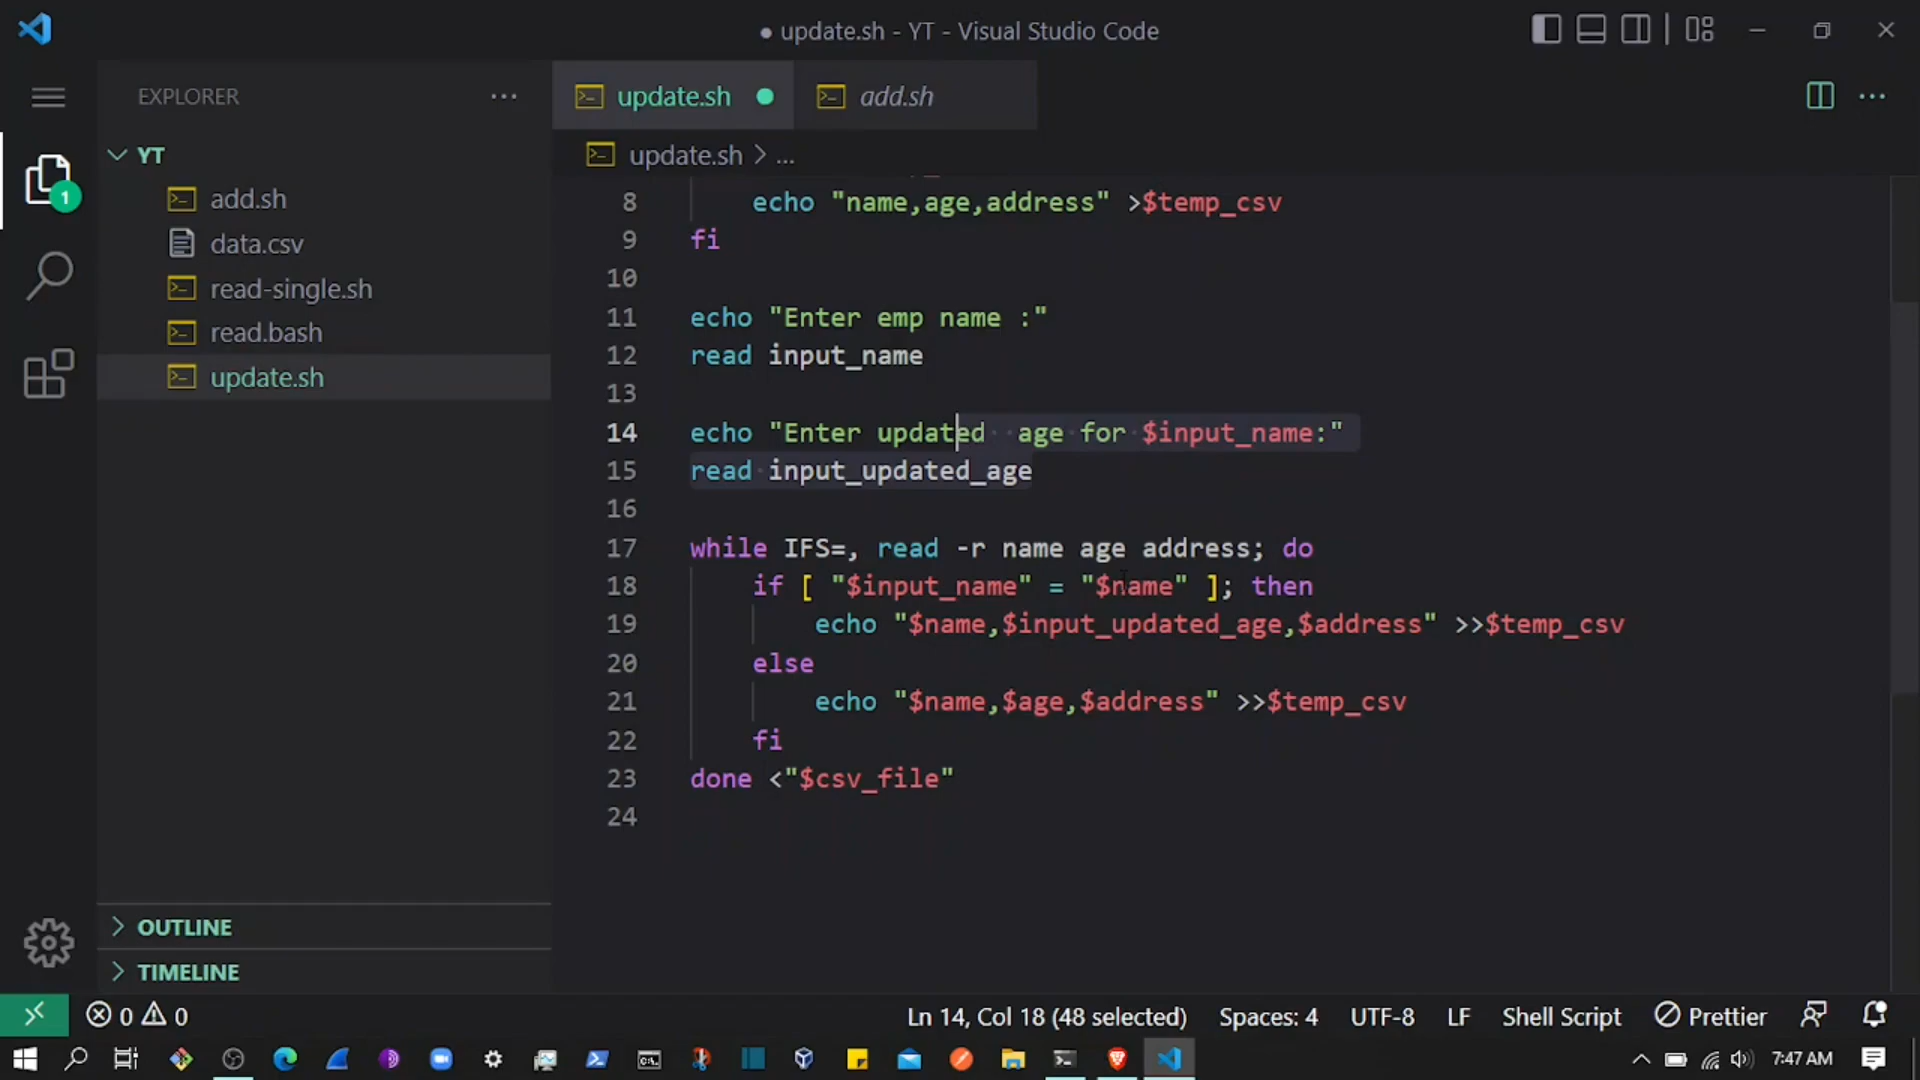 update.sh - YT - Visual Studio Code
EXPLORER
update.sh
add.sh
update.sh > ...
YT
1
add.sh
data.csv
read-single.sh
read.bash
update.sh
8 echo "name,age,address" >$temp_csv
9 fi
10
11 echo "Enter emp name :"
12 read input_name
13
14 echo "Enter updated  age for $input_name:"
15 read input_updated_age
16
17 while IFS=, read -r name age address; do
18 if [ "$input_name" = "$name" ]; then
19 echo "$name,$input_updated_age,$address" >>$temp_csv
20 else
21 echo "$name,$age,$address" >>$temp_csv
22 fi
23 done <"$csv_file"
24
OUTLINE
TIMELINE
0 0
Ln 14, Col 18 (48 selected) Spaces: 4 UTF-8 LF Shell Script Prettier
7:47 AM